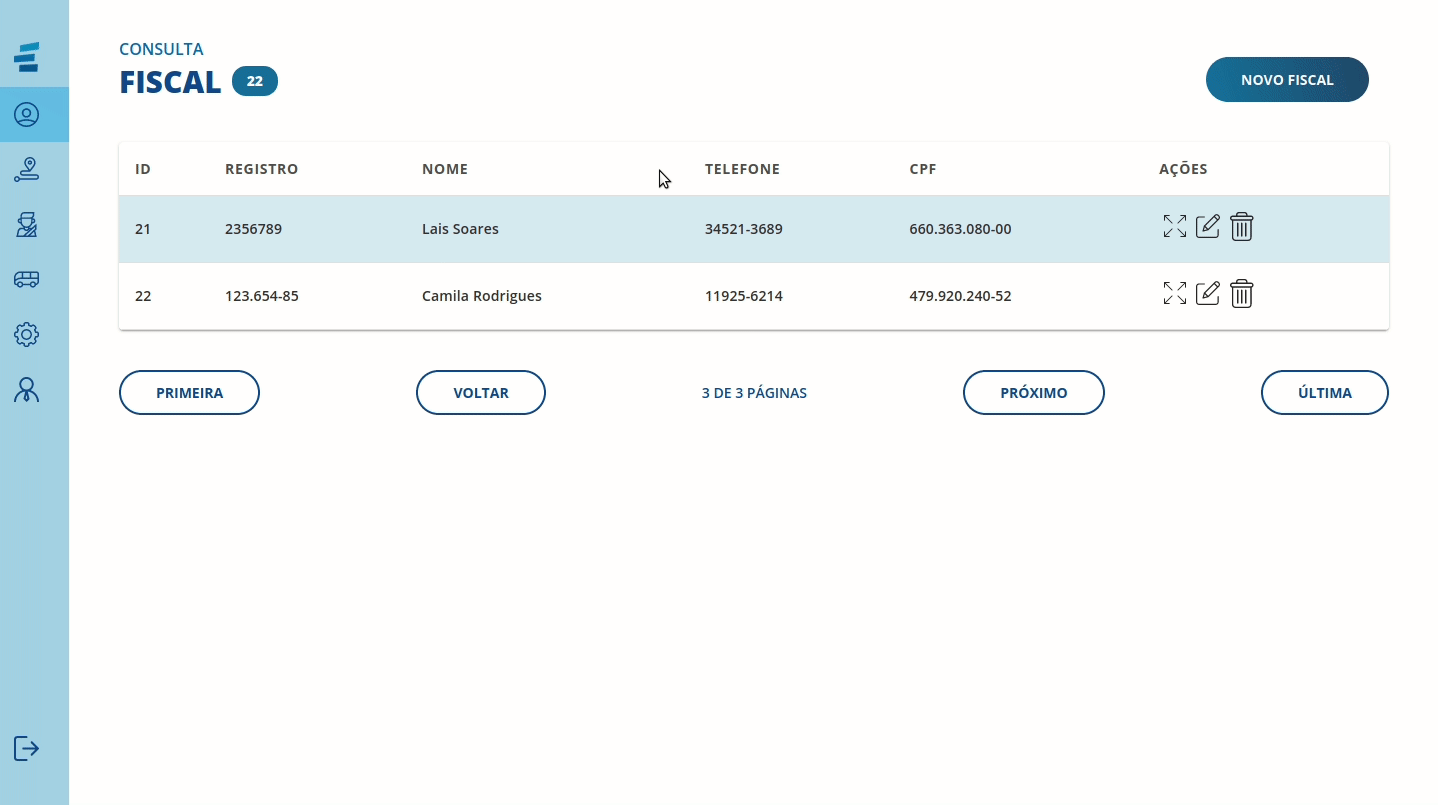 CONSULTA
FISCAL 22
NOVO FISCAL
ID REGISTRO NOME TELEFONE CPF AÇÕES
21 2356789 Lais Soares 34521-3689 660.363.080-00
22 123.654-85 Camila Rodrigues 11925-6214 479.920.240-52
PRIMEIRA VOLTAR 3 DE 3 PÁGINAS PRÓXIMO ÚLTIMA